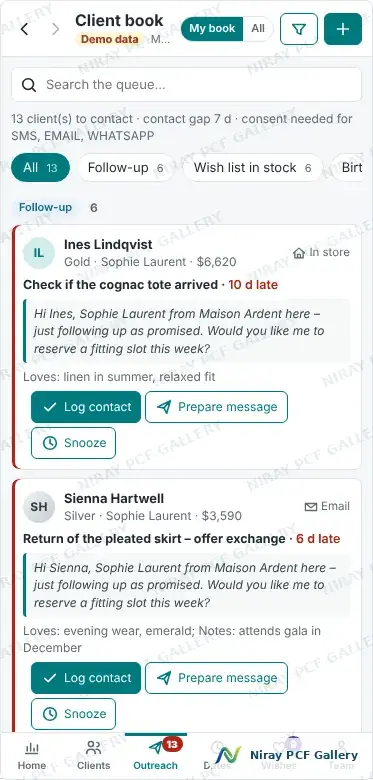 Client book
Demo data · M...
My book
All
Search the queue...
13 client(s) to contact · contact gap 7 d · consent needed for
SMS, EMAIL, WHATSAPP
All 13
Follow-up 6
Wish list in stock 6
Birt
Follow-up 6
IL
Ines Lindqvist
Gold · Sophie Laurent · $6,620
In store
Check if the cognac tote arrived · 10 d late
Hi Ines, Sophie Laurent from Maison Ardent here –
just following up as promised. Would you like me to
reserve a fitting slot this week?
Loves: linen in summer, relaxed fit
Log contact
Prepare message
Snooze
SH
Sienna Hartwell
Silver · Sophie Laurent · $3,590
Email
Return of the pleated skirt – offer exchange · 6 d late
Hi Sienna, Sophie Laurent from Maison Ardent here –
just following up as promised. Would you like me to
reserve a fitting slot this week?
Loves: evening wear, emerald; Notes: attends gala in
December
Log contact
Prepare message
Snooze
Home
Clients
Outreach
13
Wishes
Team
Niray PCF Gallery
NIRAY PCF GALLERY